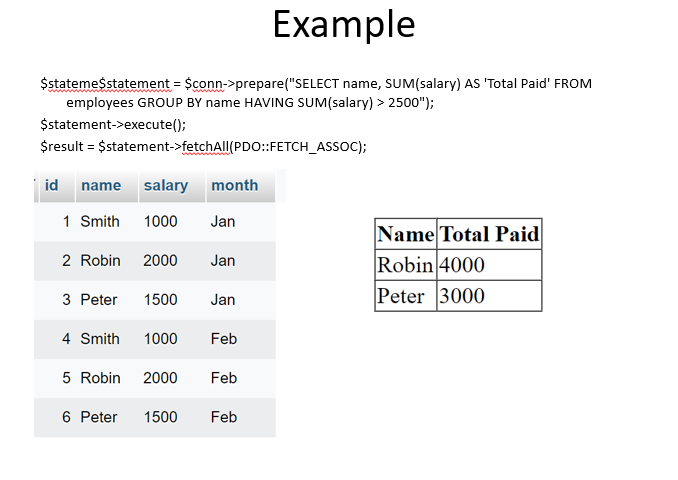 Example
$stateme$statement = $conn->prepare("SELECT name, SUM(salary) AS 'Total Paid' FROM
employees GROUP BY name HAVING SUM(salary) > 2500");
$statement->execute();
$result = $statement->fetchAll(PDO::FETCH_ASSOC);
id name salary month
1 Smith 1000 Jan
2 Robin 2000 Jan
3 Peter 1500 Jan
4 Smith 1000 Feb
5 Robin 2000 Feb
6 Peter 1500 Feb
Name Total Paid
Robin 4000
Peter 3000